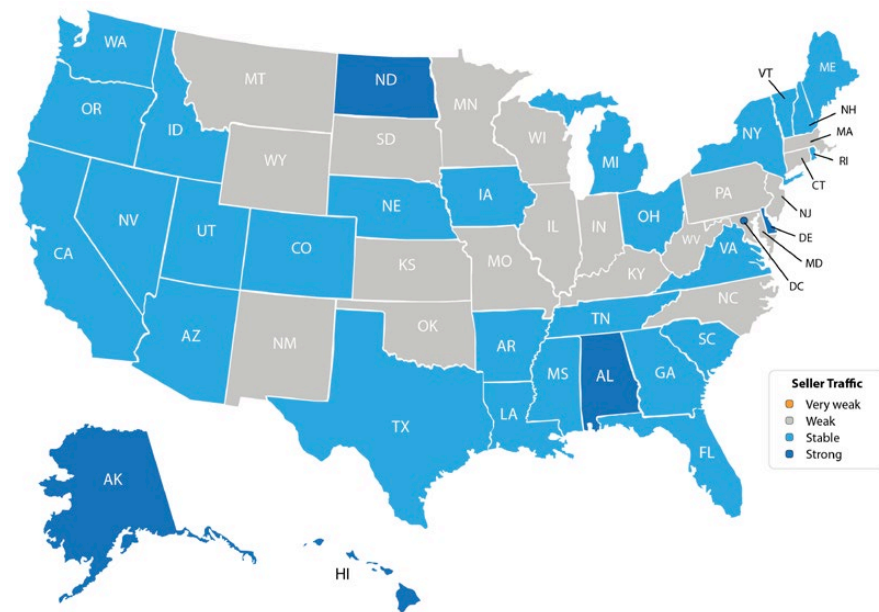 WA
MT
ND
MN
VT
ME
OR
ID
SD
WI
MI
NY
NH
MA
RI
WY
CT
NV
NE
IA
PA
NJ
CA
UT
CO
IL
IN
OH
DE
WV
VA
MD
KS
MO
KY
DC
AZ
NM
OK
AR
TN
NC
SC
MS
AL
GA
TX
LA
FL
Seller Traffic
Very weak
Weak
Stable
Strong
AK
HI